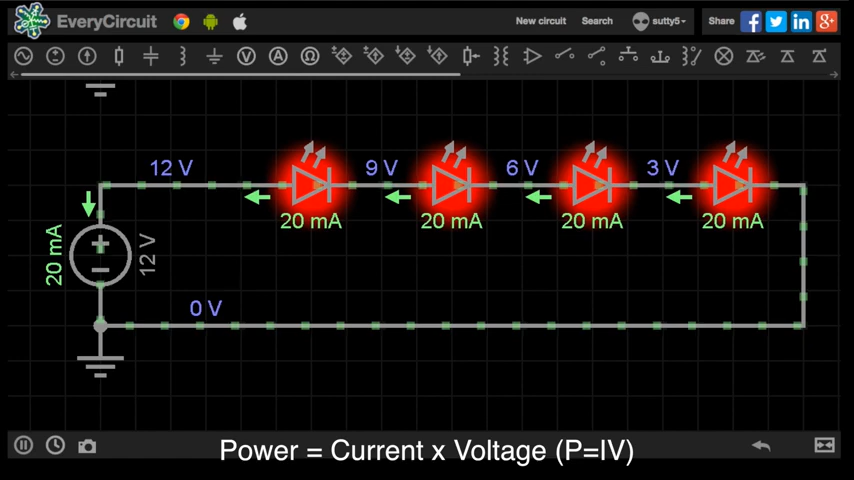 EveryCircuit
New circuit Search sutty5 Share
12 V 9 V 6 V 3 V
20 mA 20 mA 20 mA 20 mA
20 mA
12 V
0 V
Power = Current x Voltage (P=IV)